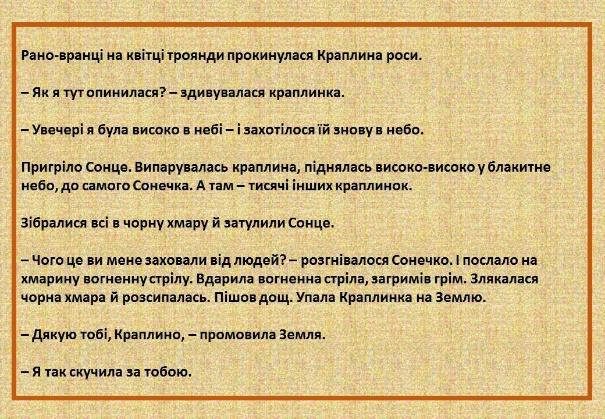 Рано-вранці на квітці троянди прокинулася Краплина роси.
– Як я тут опинилася? – здивувалася краплинка.
– Увечері я була високо в небі – і захотілося їй знову в небо.
Пригріло Сонце. Випарувалась краплина, піднялась високо-високо у блакитне
небо, до самого Сонечка. А там – тисячі інших краплинок.
Зібралися всі в чорну хмару й затулили Сонце.
– Чого це ви мене заховали від людей? – розгнівалося Сонечко. І послало на
хмарину вогненну стрілу. Вдарила вогненна стріла, загримів грім. Злякалася
чорна хмара й розсипалась. Пішов дощ. Упала Краплинка на Землю.
– Дякую тобі, Краплино, – промовила Земля.
– Я так скучила за тобою.